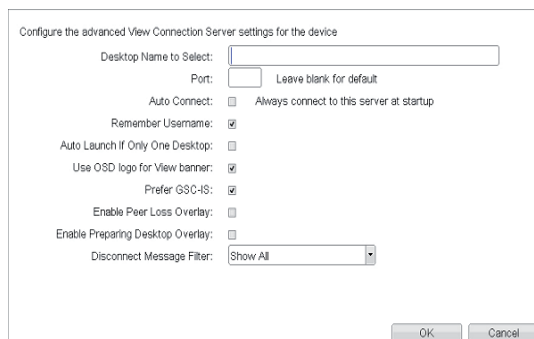 Configure the advanced View Connection Server settings for the device
Desktop Name to Select:
Port: Leave blank for default
Auto Connect: Always connect to this server at startup
Remember Username:
Auto Launch If Only One Desktop:
Use OSD logo for View banner:
Prefer GSC-IS:
Enable Peer Loss Overlay:
Enable Preparing Desktop Overlay:
Disconnect Message Filter: Show All
OK Cancel